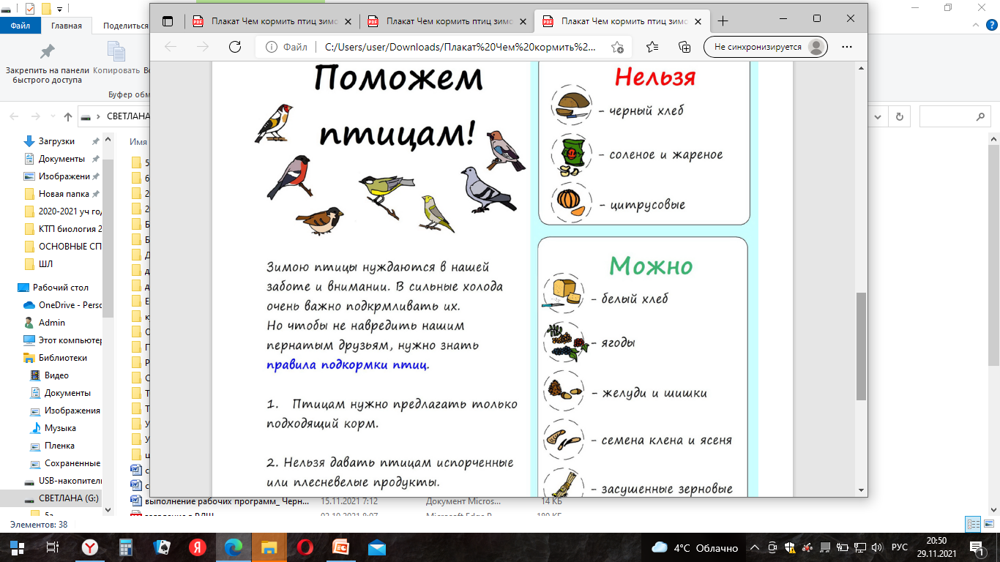 Плакат Чем кормить птиц зимо
Плакат Чем кормить птиц зимо
Плакат Чем кормить птиц зимо
Файл
Главная
Поделиться
Файл
C:/Users/user/Downloads/Плакат%20Чем%20кормить%2...
Не синхронизируется
Закрепить на панели
быстрого доступа
Копировать
Буфер обм
СВЕТЛАНА
Имя
Загрузки
Документы
Изображени
Новая папка
2020-2021 уч год
КТП биология 2
ОСНОВНЫЕ СП
ШЛ
Рабочий стол
OneDrive - Perso
Admin
Этот компьютер
Библиотеки
Видео
Документы
Изображения
Музыка
Пленка
Сохраненные
USB-накопитель
СВЕТЛАНА (G:)
5а
Поможем
птицам!
Зимою птицы нуждаются в нашей
заботе и внимании. В сильные холода
очень важно подкрмливать их.
Но чтобы не навредить нашим
пернатым друзьям, нужно знать
правила подкормки птиц.
1. Птицам нужно предлагать только
подходящий корм.
2. Нельзя давать птицам испорченные
или плесневелые продукты.
Нельзя
- черный хлеб
- соленое и жареное
- цитрусовые
Можно
- белый хлеб
- ягоды
- желуди и шишки
- семена клена и ясеня
- засушенные зерновые
выполнение рабочих программ_ Черн...
15.11.2021 7:12
Документ Micros...
14 КБ
Элементов: 38
4°C Облачно
РУС
20:50
29.11.2021
1